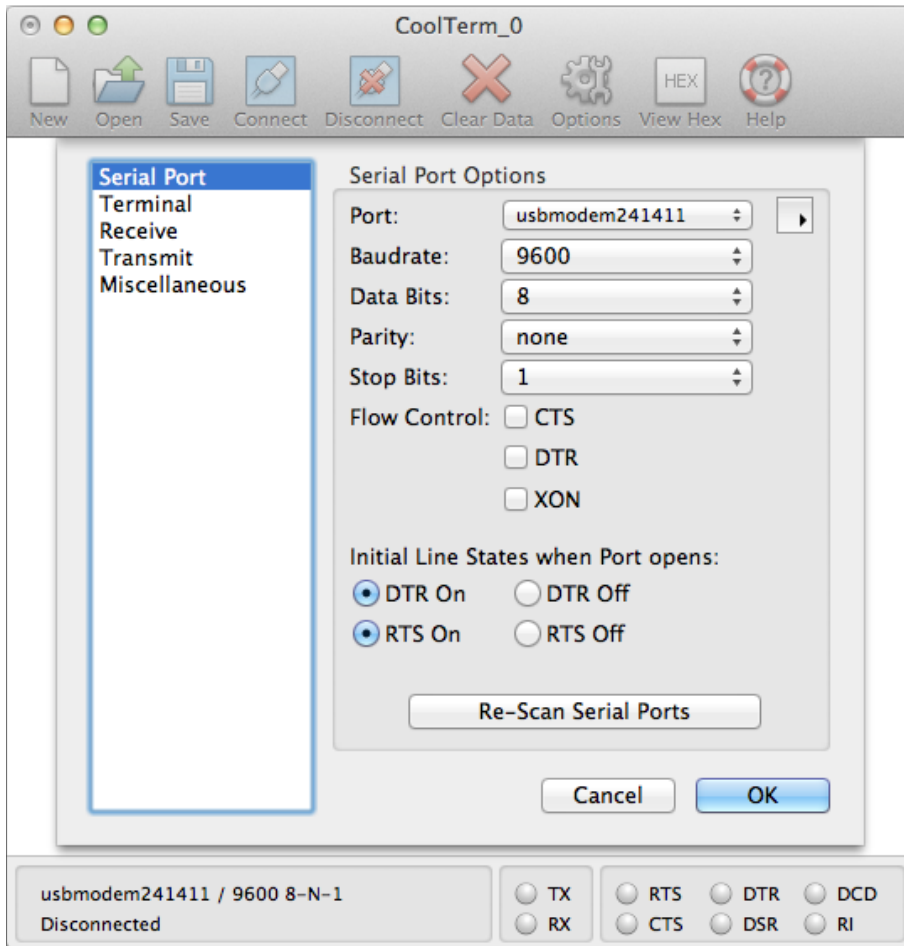 CoolTerm_0
New Open Save Connect Disconnect Clear Data Options View Hex Help
HEX
Serial Port
Terminal
Receive
Transmit
Miscellaneous
Serial Port Options
Port: usbmodem241411
Baudrate: 9600
Data Bits: 8
Parity: none
Stop Bits: 1
Flow Control: CTS
DTR
XON
Initial Line States when Port opens:
DTR On DTR Off
RTS On RTS Off
Re-Scan Serial Ports
Cancel OK
usbmodem241411 / 9600 8-N-1
Disconnected
TX RTS DTR DCD
RX CTS DSR RI